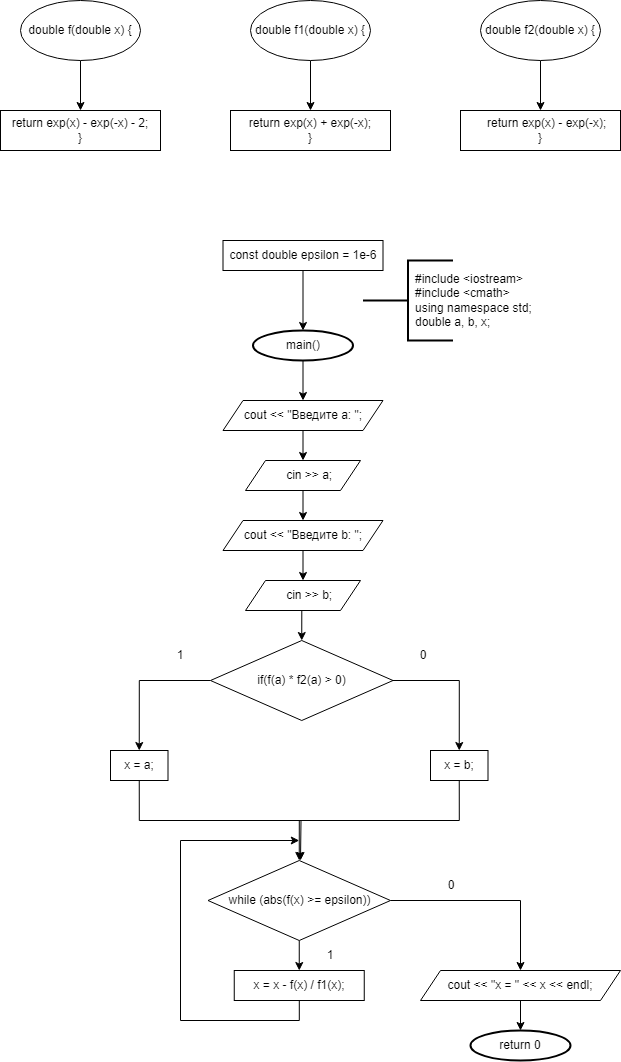 double f(double x) {
double f1(double x) {
double f2(double x) {
return exp(x) - exp(-x) - 2;
}
return exp(x) + exp(-x);
}
return exp(x) - exp(-x);
}
const double epsilon = 1e-6
#include <iostream>
#include <cmath>
using namespace std;
double a, b, x;
main()
cout << "Введите a: ";
cin >> a;
cout << "Введите b: ";
cin >> b;
1
0
if(f(a) * f2(a) > 0)
x = a;
x = b;
0
while (abs(f(x) >= epsilon))
1
x = x - f(x) / f1(x);
cout << "x = " << x << endl;
return 0